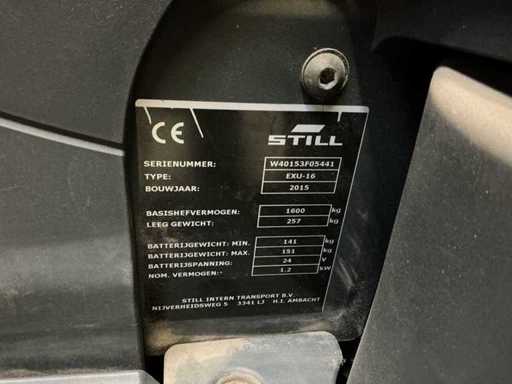 CE
STILL
SERIENUMMER: W40153F05441
TYPE: EXU-16
BOUWJAAR: 2015
BASISHEFVERMOGEN: 1600 kg
LEEG GEWICHT: 257 kg
BATTERIJGEWICHT: MIN. 141 kg
BATTERIJGEWICHT: MAX. 151 kg
BATTERIJSPANNING: 24 V
NOM. VERMOGEN: 1.2 kW
STILL INTERN TRANSPORT B.V.
NIJVERHEIDSWEG 5 3341 LJ H.I. AMBACHT